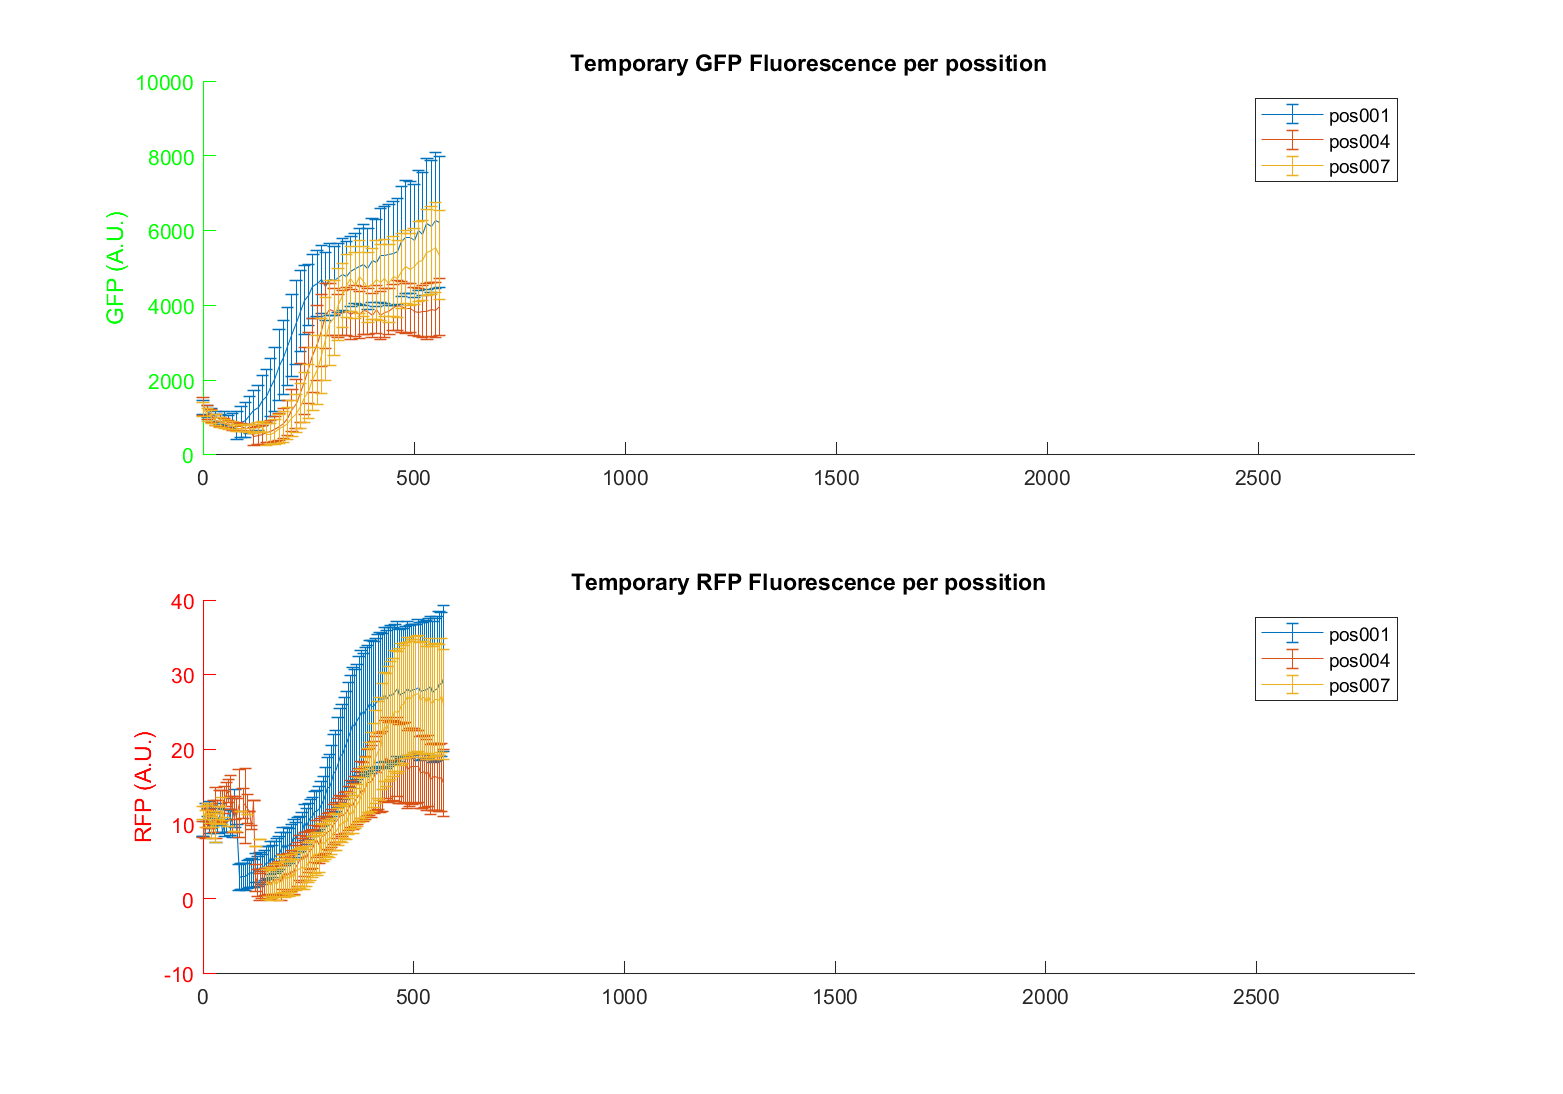 Temporary GFP Fluorescence per possition
GFP (A.U.)
10000
8000
6000
4000
2000
0
0 500 1000 1500 2000 2500
pos001
pos004
pos007
Temporary RFP Fluorescence per possition
RFP (A.U.)
40
30
20
10
0
-10
0 500 1000 1500 2000 2500
pos001
pos004
pos007